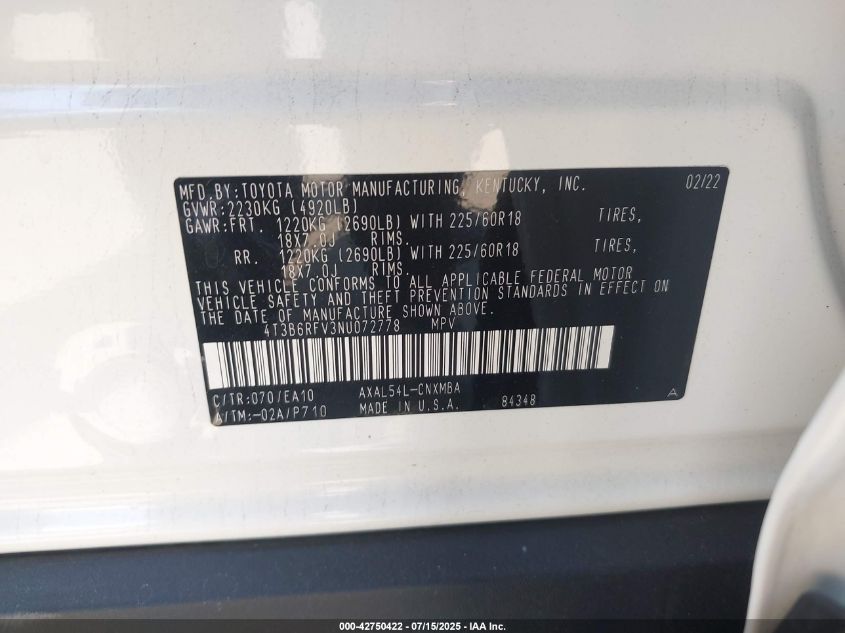 MFD. BY: TOYOTA MOTOR MANUFACTURING, KENTUCKY, INC. 02/22
GVWR: 2230KG (4920LB)
GAWR: FRT. 1220KG (2690LB) WITH 225/60R18 TIRES,
18X7.0J RIMS.
RR. 1220KG (2690LB) WITH 225/60R18 TIRES,
18X7.0J RIMS.
THIS VEHICLE CONFORMS TO ALL APPLICABLE FEDERAL MOTOR
VEHICLE SAFETY AND THEFT PREVENTION STANDARDS IN EFFECT ON
THE DATE OF MANUFACTURE SHOWN ABOVE.
4T3B6RFV3NU072778 MPV
C/TR: 070/EA10 AXAL54L-CNXMBA
A/TM: -02A/P710 MADE IN U.S.A. 84348 A
000-42750422 - 07/15/2025 - IAA Inc.